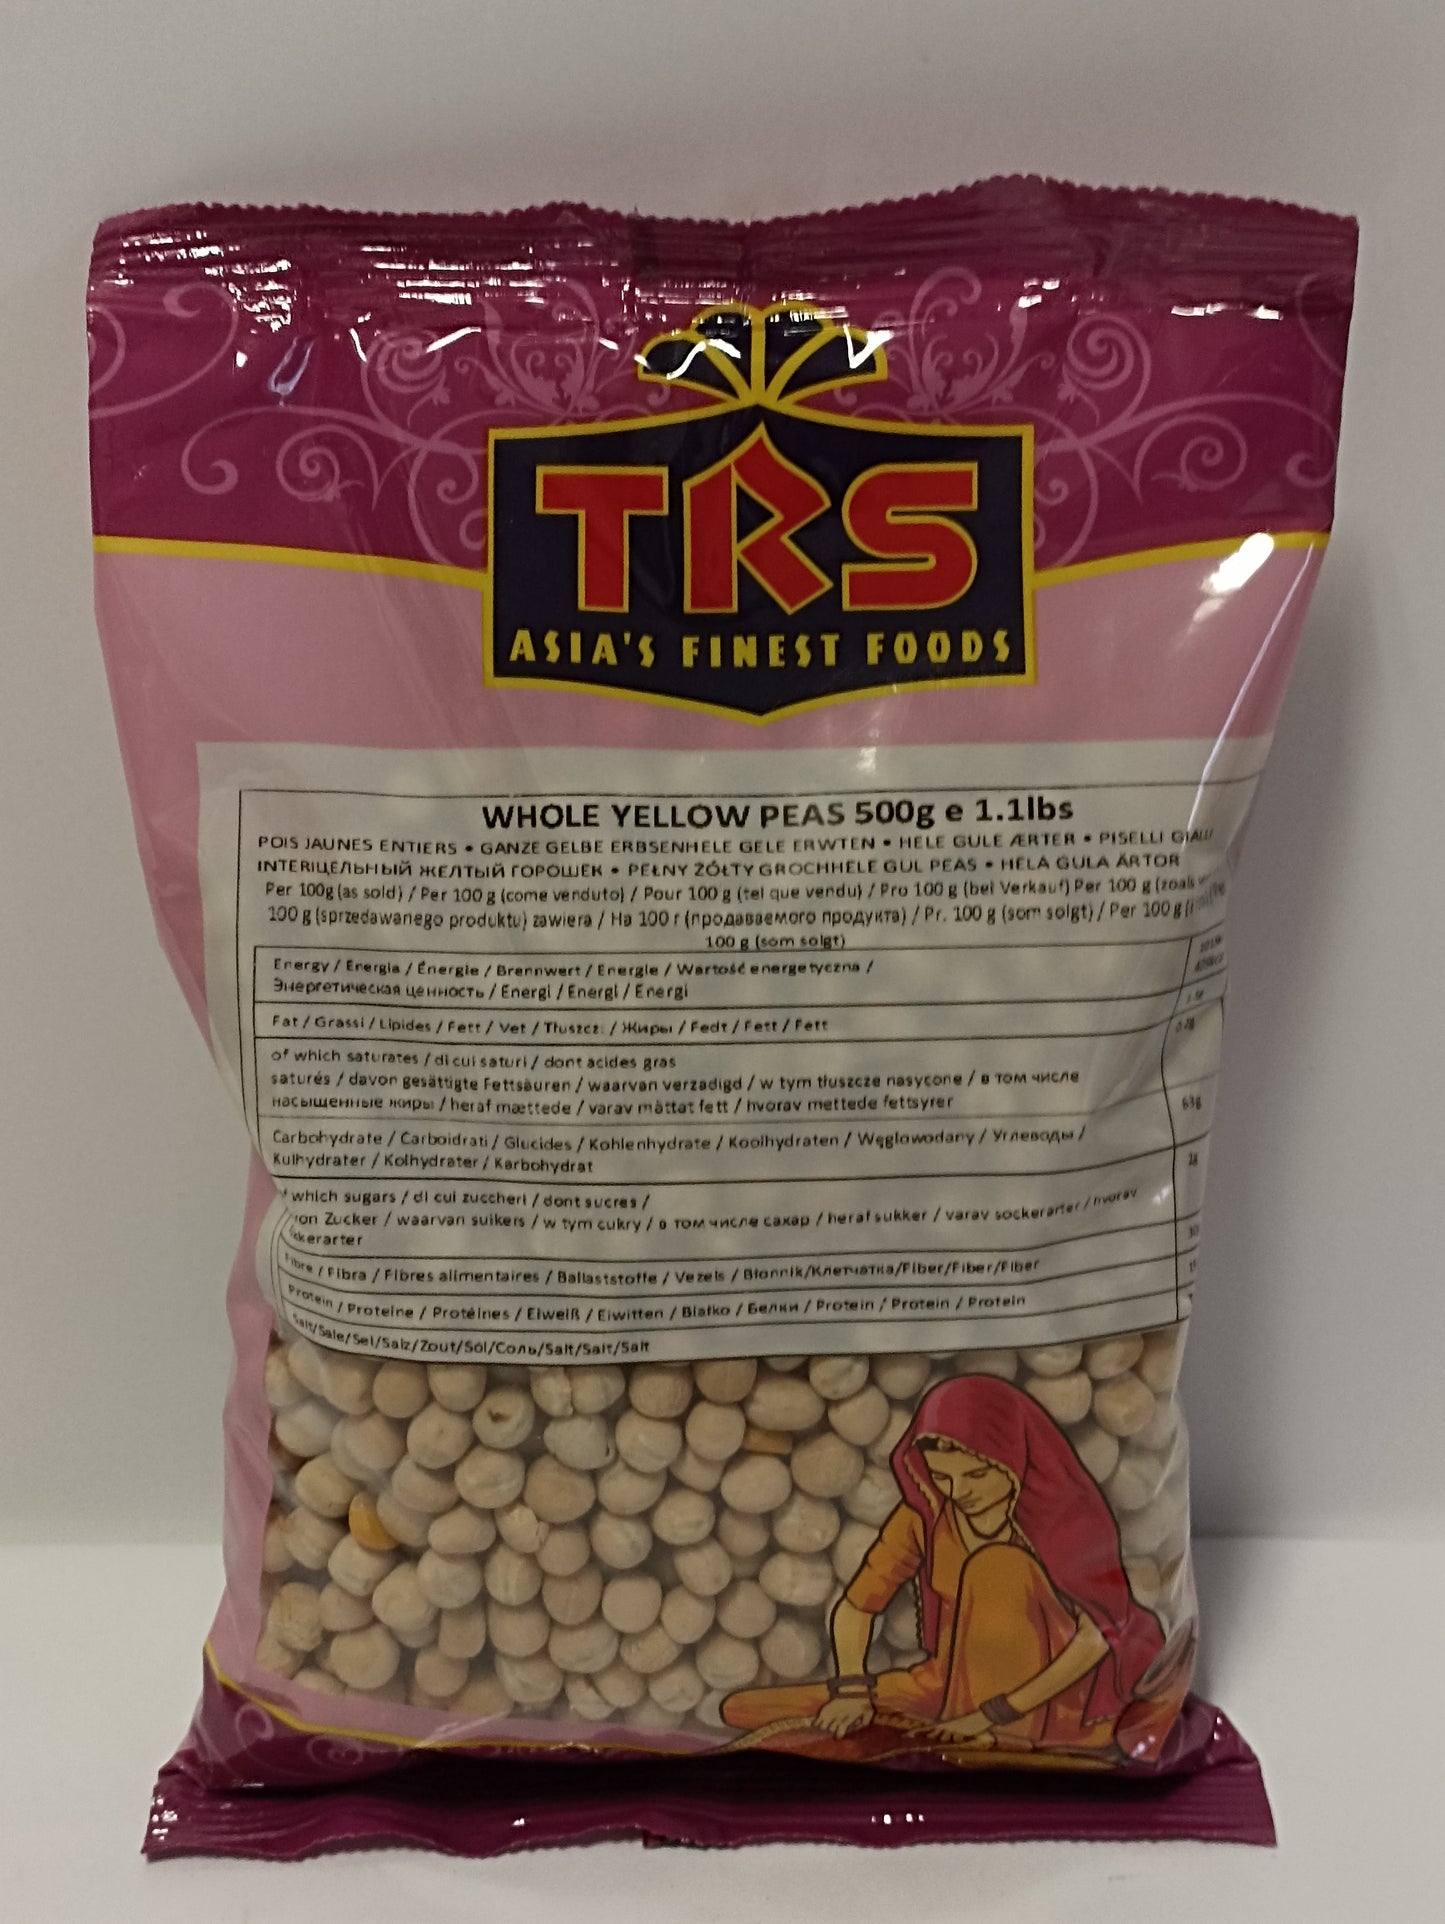 TRS
ASIA'S FINEST FOODS
WHOLE YELLOW PEAS 500g e 1.1lbs
POIS JAUNES ENTIERS • GANZE GELBE ERBSENHELE GELE ERWTEN • HELE GULE ÆRTER • PISELLI GIALLI
INTERIЦЕЛЬНЫЙ ЖЕЛТЫЙ ГОРОШЕК • PEŁNY ŻÓŁTY GROCHHELE GUL PEAS • HELA GULA ÄRTOR
Per 100g (as sold) / Per 100 g (come venduto) / Pour 100 g (tel que vendu) / Pro 100 g (bei Verkauf) Per 100 g (zoals
100 g (sprzedawanego produktu) zawiera / На 100 г (продаваемого продукта) / Pr. 100 g (som solgt) / Per 100 g
100 g (som solgt)
Energy / Energia / Énergie / Brennwert / Energie / Wartość energetyczna /
Энергетическая ценность / Energi / Energi / Energi
Fat / Grassi / Lipides / Fett / Vet / Tłuszcz / Жиры / Fedt / Fett / Fett
of which saturates / di cui saturi / dont acides gras
saturés / davon gesättigte Fettsäuren / waarvan verzadigd / w tym tłuszcze nasycone / в том числе
насыщенные жиры / heraf mættede / varav mättat fett / hvorav mettede fettsyrer
63g
Carbohydrate / Carboidrati / Glucides / Kohlenhydrate / Koolhydraten / Węglowodany / Углеводы /
Kulhydrater / Kolhydrater / Karbohydrat
which sugars / di cui zuccheri / dont sucres /
von Zucker / waarvan suikers / w tym cukry / в том числе сахар / heraf sukker / varav sockerarter / hvorav
kkerarter
Fibre / Fibra / Fibres alimentaires / Ballaststoffe / Vezels / Błonnik/Клетчатка/Fiber/Fiber/Fiber
Protein / Proteine / Protéines / Eiweiß / Eiwitten / Białko / Белки / Protein / Protein / Protein
Salt/Sale/Sel/Salz/Zout/Sól/Соль/Salt/Salt/Salt